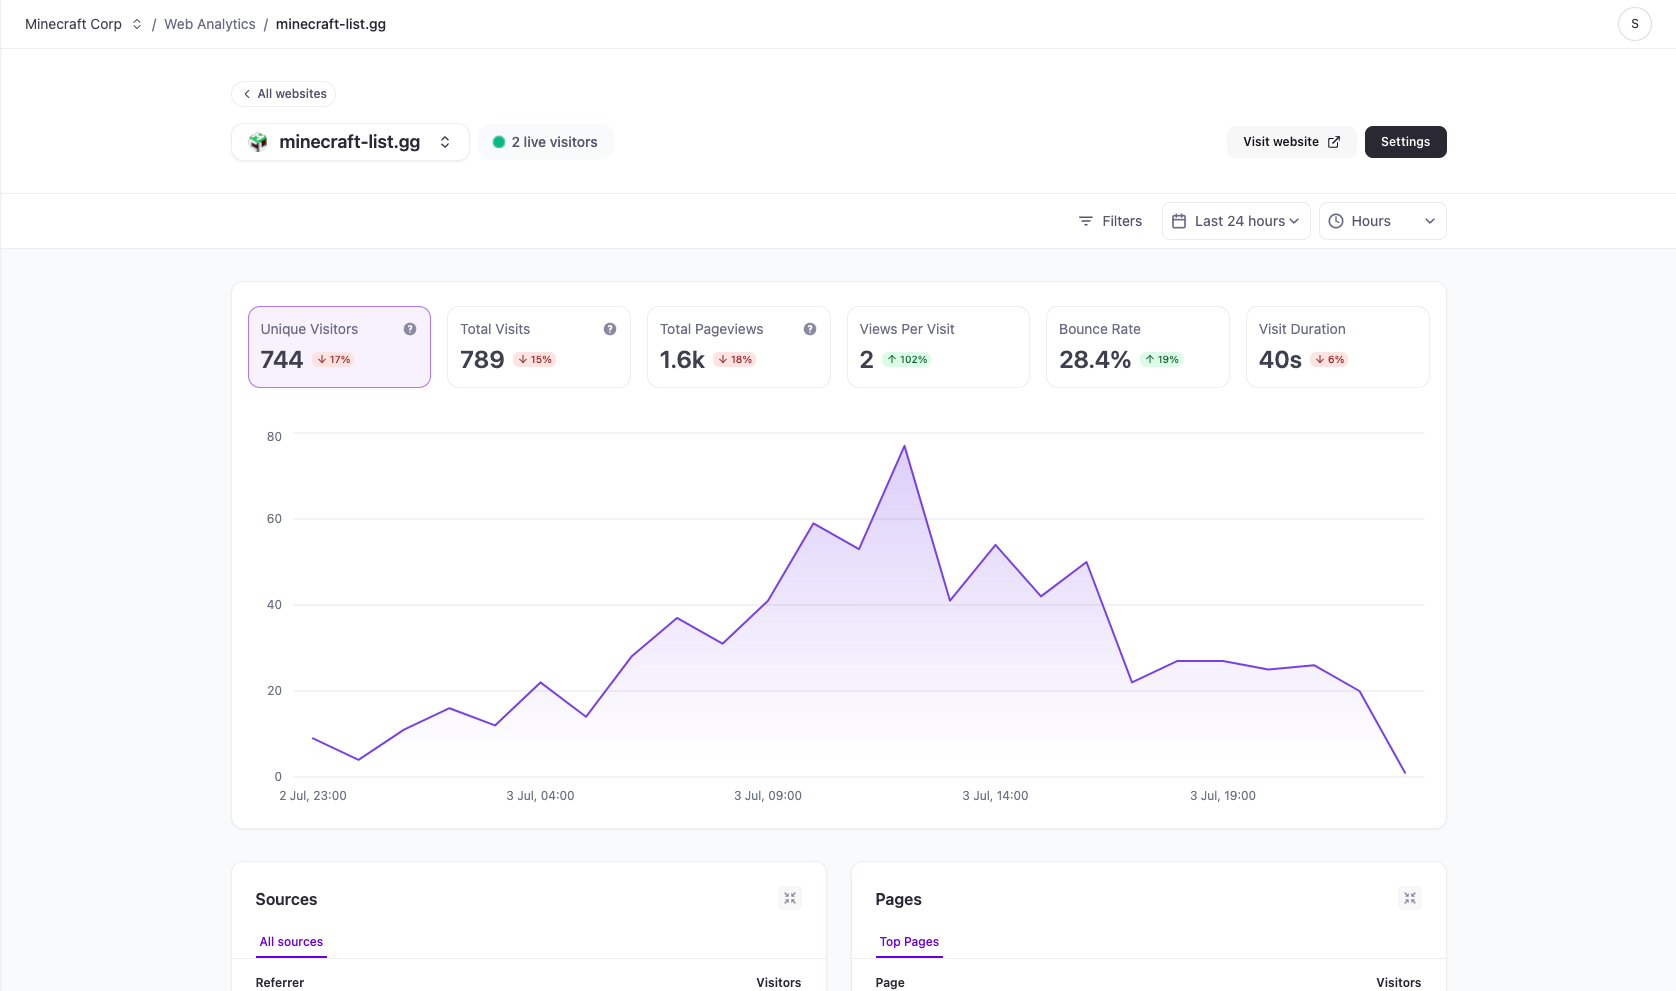 Minecraft Corp / Web Analytics / minecraft-list.gg
S
All websites
minecraft-list.gg
2 live visitors
Visit website
Settings
Filters
Last 24 hours
Hours
Unique Visitors ?
744 ↓ 17%
Total Visits ?
789 ↓ 15%
Total Pageviews ?
1.6k ↓ 18%
Views Per Visit
2 ↑ 102%
Bounce Rate
28.4% ↑ 19%
Visit Duration
40s ↓ 6%
80
60
40
20
0
2 Jul, 23:00
3 Jul, 04:00
3 Jul, 09:00
3 Jul, 14:00
3 Jul, 19:00
Sources
All sources
Referrer Visitors
Pages
Top Pages
Page Visitors